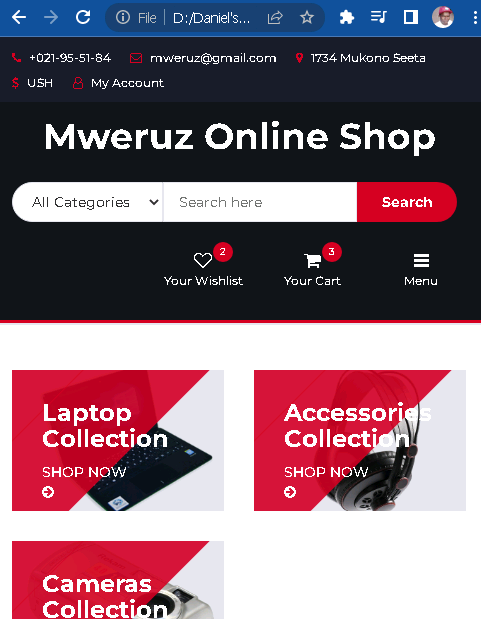 File D:/Daniel's...
+021-95-51-84 mweruz@gmail.com 1734 Mukono Seeta
$ USH My Account
Mweruz Online Shop
All Categories Search here Search
2 3
Your Wishlist Your Cart Menu
Laptop
Collection
SHOP NOW
Accessories
Collection
SHOP NOW
Cameras
Collection